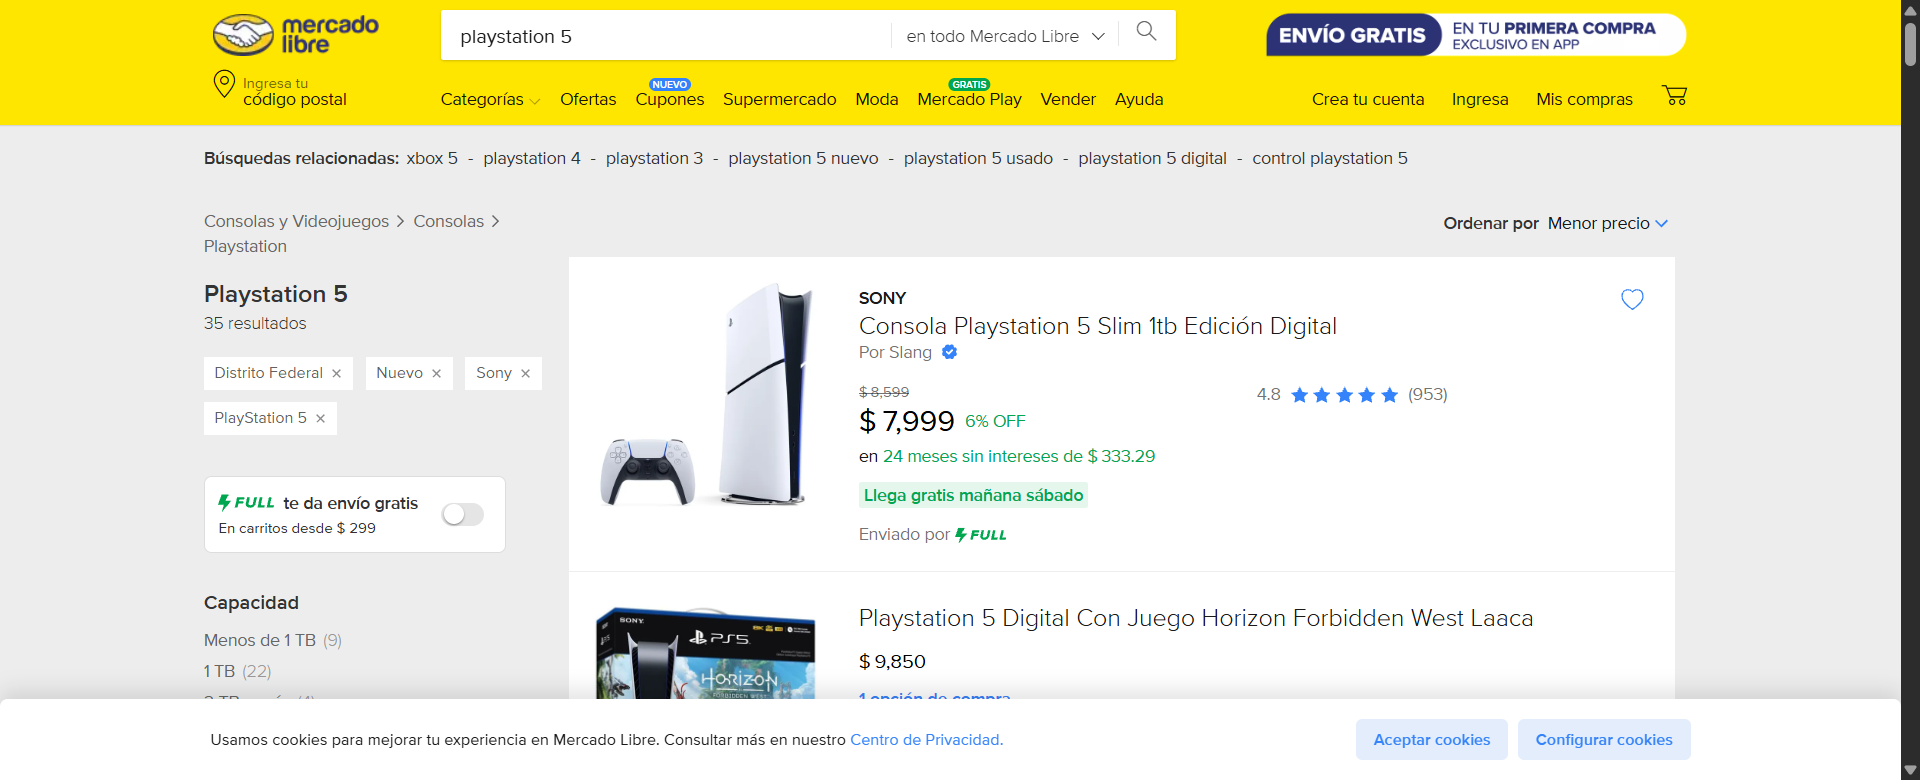 mercado
libre
playstation 5
en todo Mercado Libre
ENVÍO GRATIS
EN TU PRIMERA COMPRA
EXCLUSIVO EN APP
Ingresa tu
código postal
Categorías
Ofertas
NUEVO
Cupones
Supermercado
Moda
GRATIS
Mercado Play
Vender
Ayuda
Crea tu cuenta
Ingresa
Mis compras
Búsquedas relacionadas: xbox 5 - playstation 4 - playstation 3 - playstation 5 nuevo - playstation 5 usado - playstation 5 digital - control playstation 5
Consolas y Videojuegos > Consolas >
Playstation
Ordenar por Menor precio
Playstation 5
35 resultados
Distrito Federal ×
Nuevo ×
Sony ×
PlayStation 5 ×
FULL te da envío gratis
En carritos desde $ 299
Capacidad
Menos de 1 TB (9)
1 TB (22)
SONY
Consola Playstation 5 Slim 1tb Edición Digital
Por Slang
$ 8,599
$ 7,999 6% OFF
4.8 (953)
en 24 meses sin intereses de $ 333.29
Llega gratis mañana sábado
Enviado por FULL
SONY
PS5
HORIZON
FORBIDDEN WEST
Playstation 5 Digital Con Juego Horizon Forbidden West Laaca
$ 9,850
1 opción de compra
Usamos cookies para mejorar tu experiencia en Mercado Libre. Consultar más en nuestro Centro de Privacidad.
Aceptar cookies
Configurar cookies